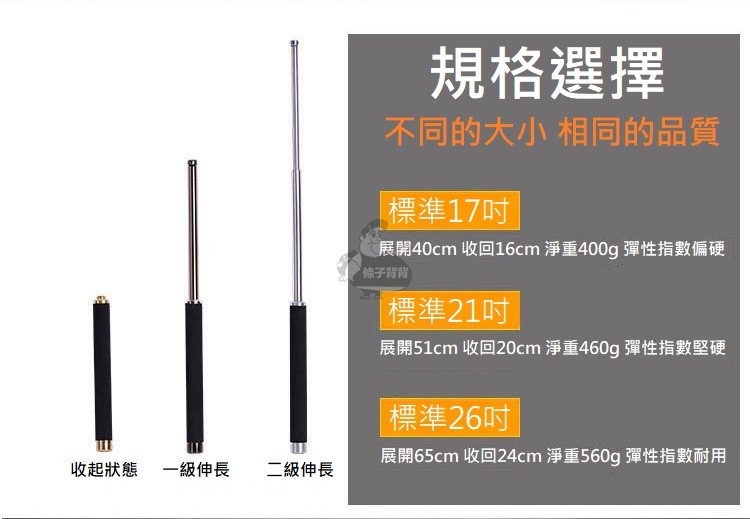 規格選擇
不同的大小 相同的品質
標準17吋
展開40cm 收回16cm 淨重400g 彈性指數偏硬
條子背背
標準21吋
展開51cm 收回20cm 淨重460g 彈性指數堅硬
標準26吋
展開65cm 收回24cm 淨重560g 彈性指數耐用
收起狀態 一級伸長 二級伸長